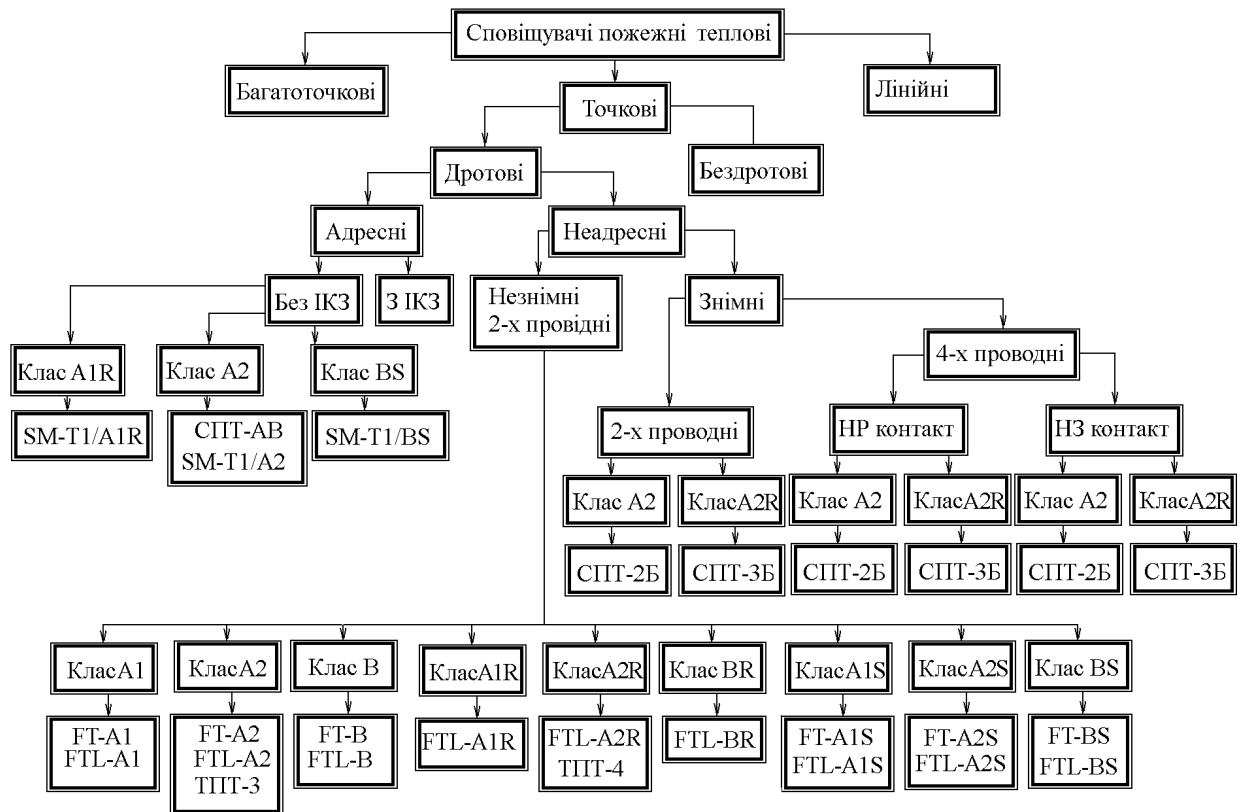 Сповіщувачі пожежні теплові
Багатоточкові
Точкові
Лінійні
Дротові
Бездротові
Адресні
Неадресні
Без ІКЗ
З ІКЗ
Незнімні
2-х провідні
Знімні
4-х проводні
Клас A1R
Клас A2
Клас BS
SM-T1/A1R
СПТ-АВ
SM-T1/A2
SM-T1/BS
2-х проводні
НР контакт
НЗ контакт
Клас A2
КласA2R
Клас A2
КласA2R
Клас A2
КласA2R
СПТ-2Б
СПТ-3Б
СПТ-2Б
СПТ-3Б
СПТ-2Б
СПТ-3Б
КласA1
КласA2
Клас B
КласA1R
КласA2R
Клас BR
КласA1S
КласA2S
Клас BS
FT-A1
FTL-A1
FT-A2
FTL-A2
ТПТ-3
FT-B
FTL-B
FTL-A1R
FTL-A2R
ТПТ-4
FTL-BR
FT-A1S
FTL-A1S
FT-A2S
FTL-A2S
FT-BS
FTL-BS